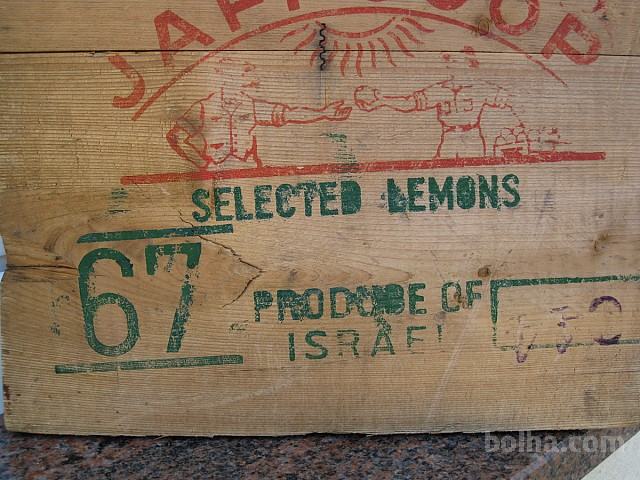 SELECTED LEMONS
67
PRODUCE OF
ISRAEL
bolha.com